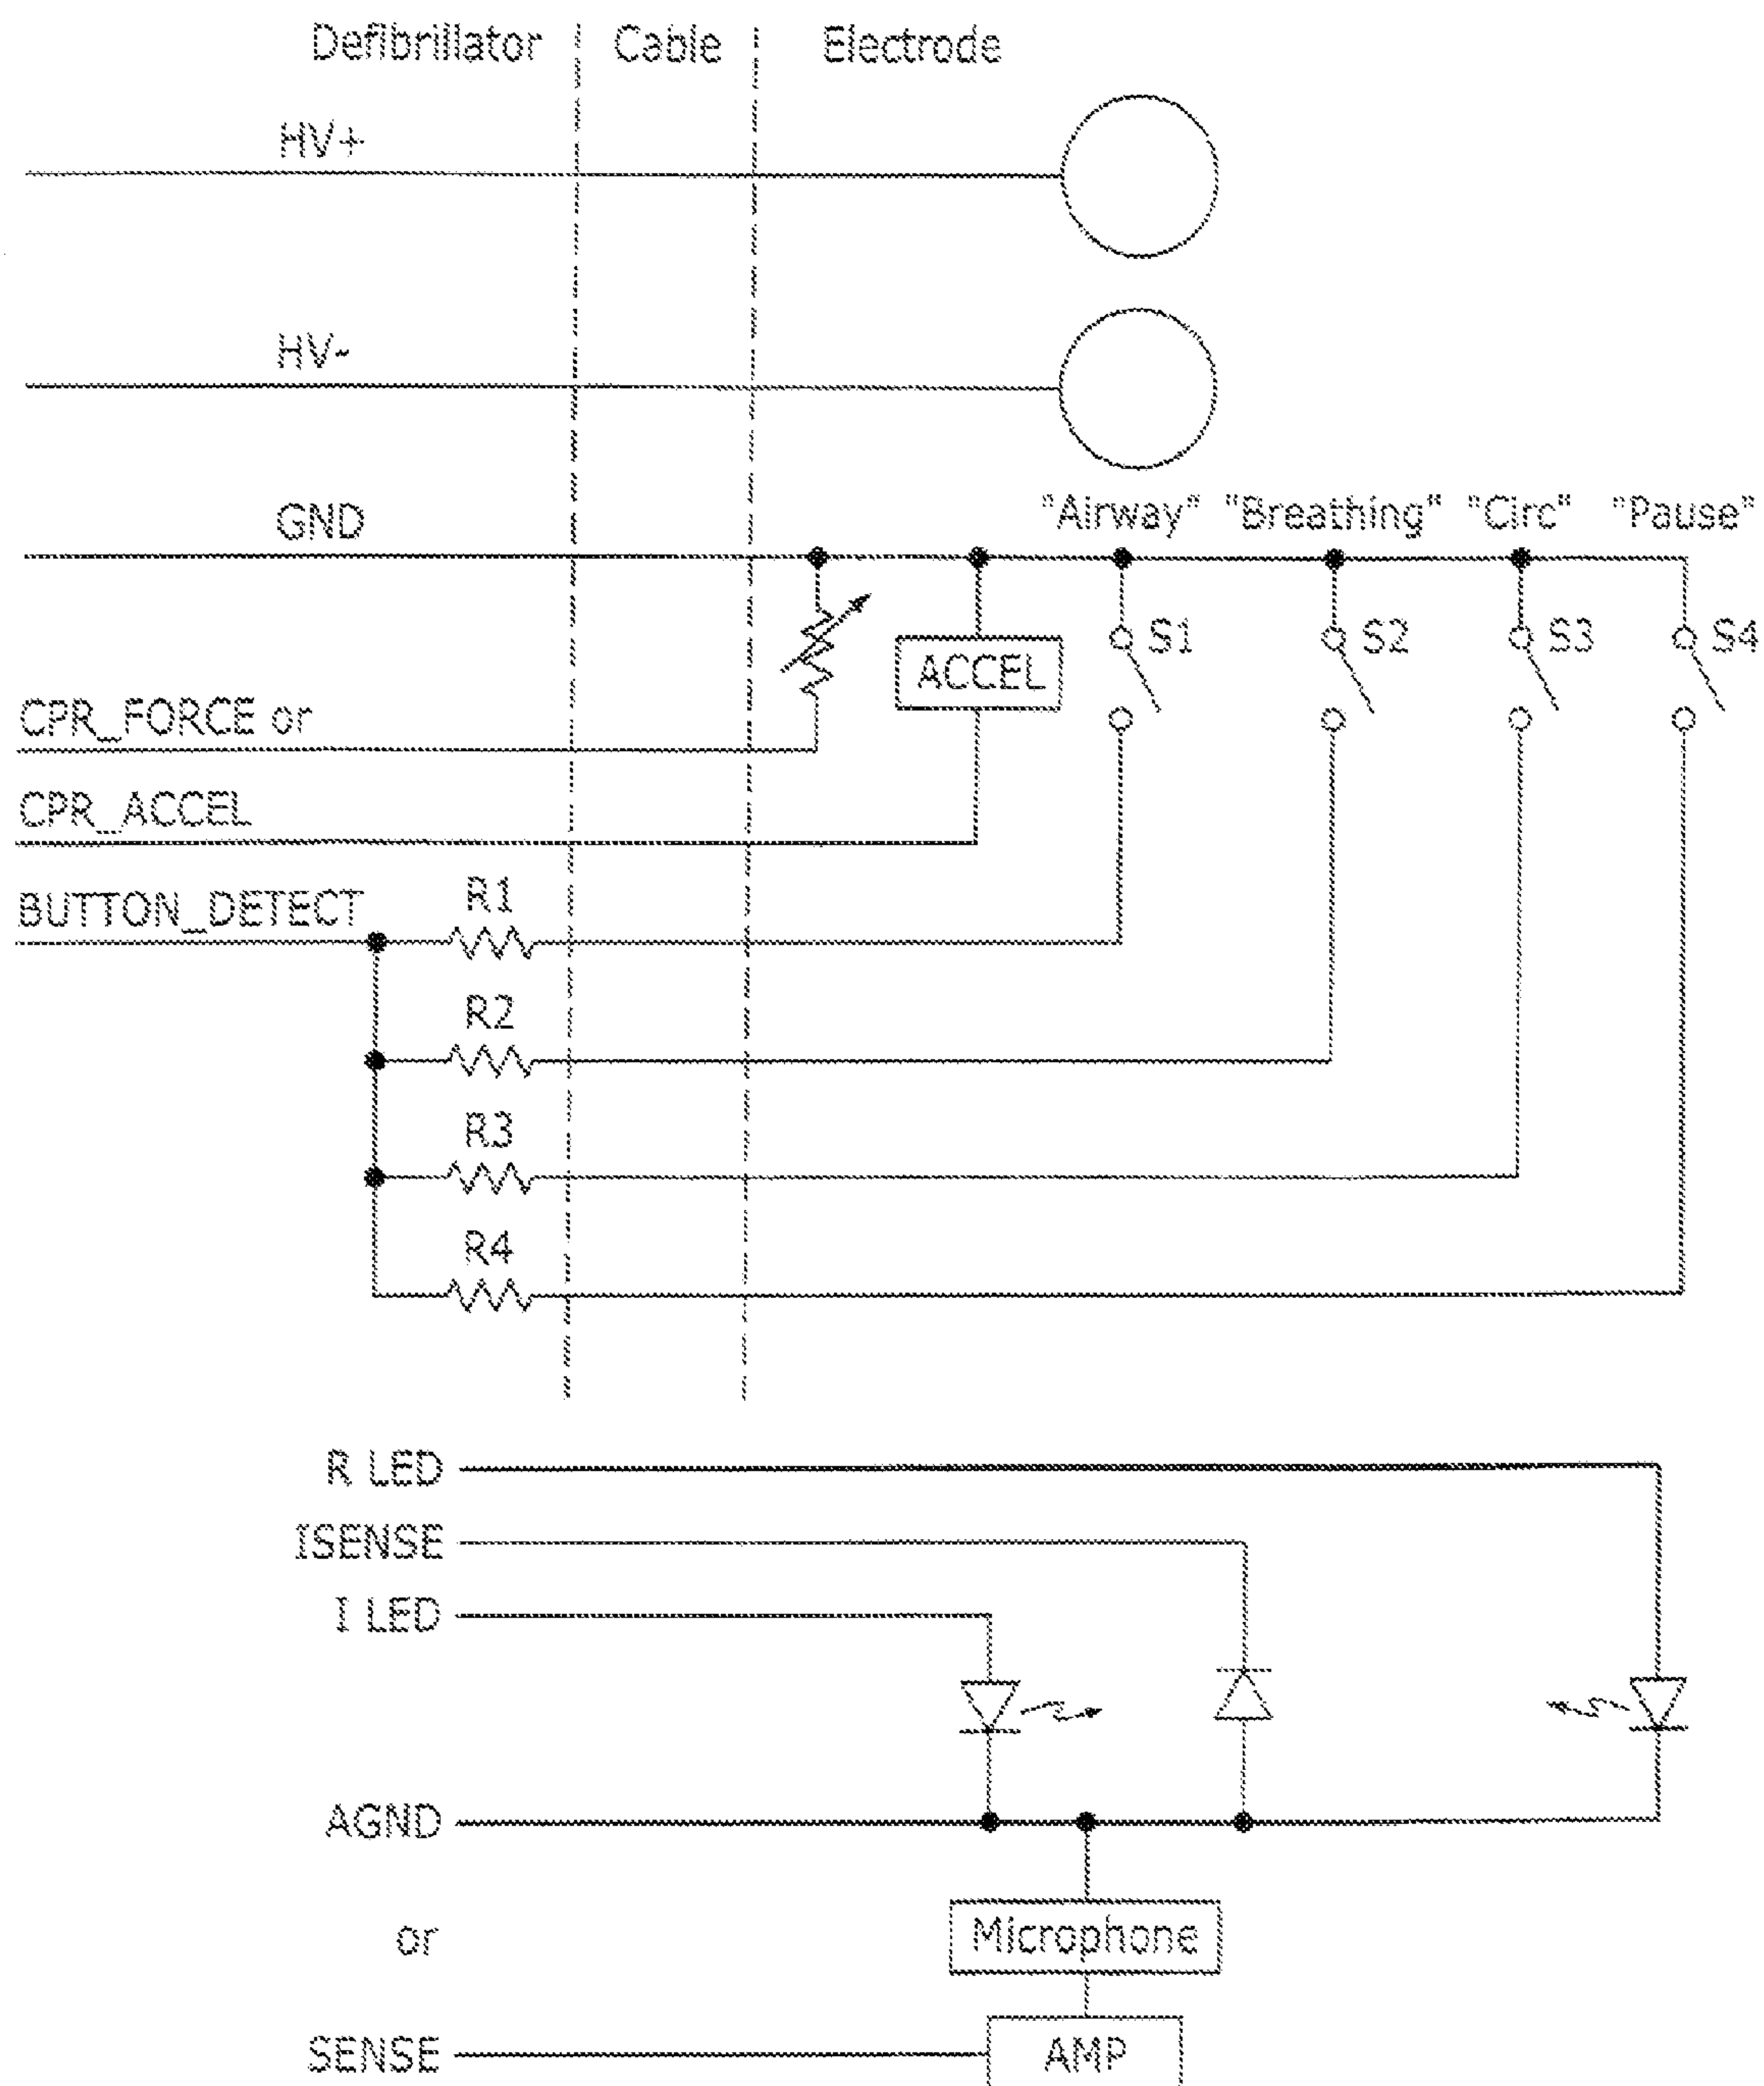 Defibrillator Cable Electrode
HV+
HV-
GND
"Airway" "Breathing" "Circ" "Pause"
S1 S2 S3 S4
ACCEL
CPR_FORCE or
CPR_ACCEL
BUTTON_DETECT
R1
R2
R3
R4
R LED
ISENSE
I LED
AGND
or
Microphone
SENSE
AMP